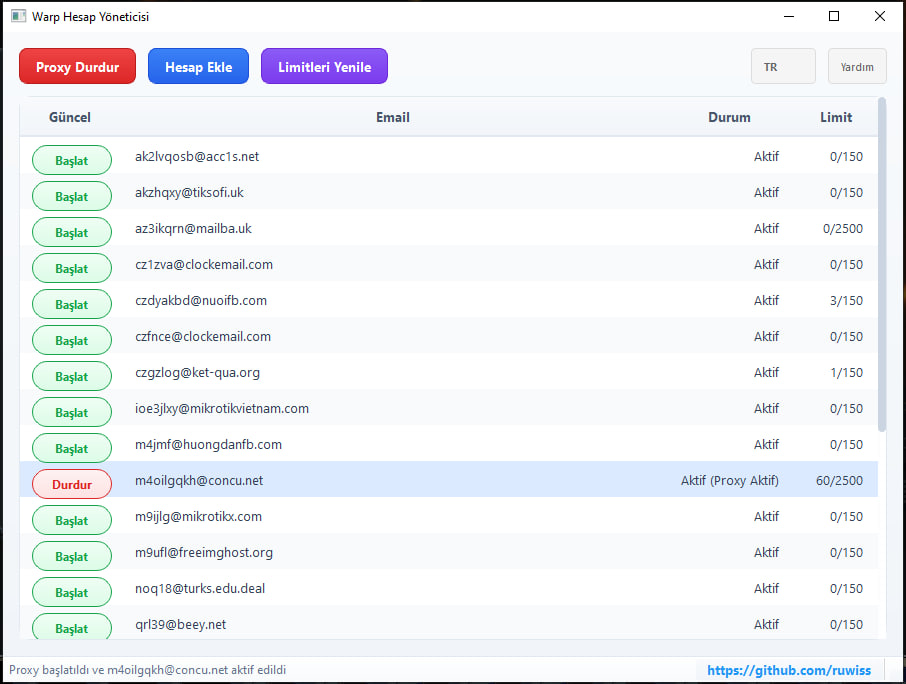 Warp Hesap Yöneticisi
Proxy Durdur Hesap Ekle Limitleri Yenile TR Yardım
Güncel Email Durum Limit
Başlat ak2lvqosb@acc1s.net Aktif 0/150
Başlat akzhqxy@tiksofi.uk Aktif 0/150
Başlat az3ikqrn@mailba.uk Aktif 0/2500
Başlat cz1zva@clockemail.com Aktif 0/150
Başlat czdyakbd@nuoifb.com Aktif 3/150
Başlat czfnce@clockemail.com Aktif 0/150
Başlat czgzlog@ket-qua.org Aktif 1/150
Başlat ioe3jlxy@mikrotikvietnam.com Aktif 0/150
Başlat m4jmf@huongdanfb.com Aktif 0/150
Durdur m4oilgqkh@concu.net Aktif (Proxy Aktif) 60/2500
Başlat m9ijlg@mikrotikx.com Aktif 0/150
Başlat m9ufl@freeimghost.org Aktif 0/150
Başlat noq18@turks.edu.deal Aktif 0/150
Başlat qrl39@beey.net Aktif 0/150
Proxy başlatıldı ve m4oilgqkh@concu.net aktif edildi https://github.com/ruwiss